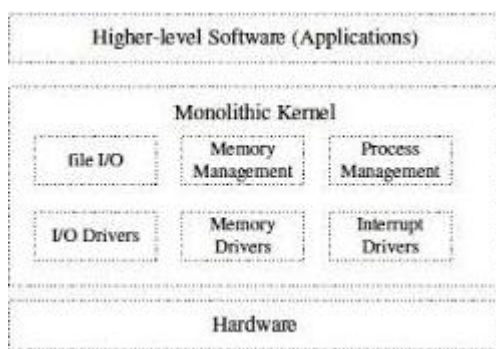 Higher-level Software (Applications)
Monolithic Kernel
file I/O
Memory
Management
Process
Management
I/O Drivers
Memory
Drivers
Interrupt
Drivers
Hardware